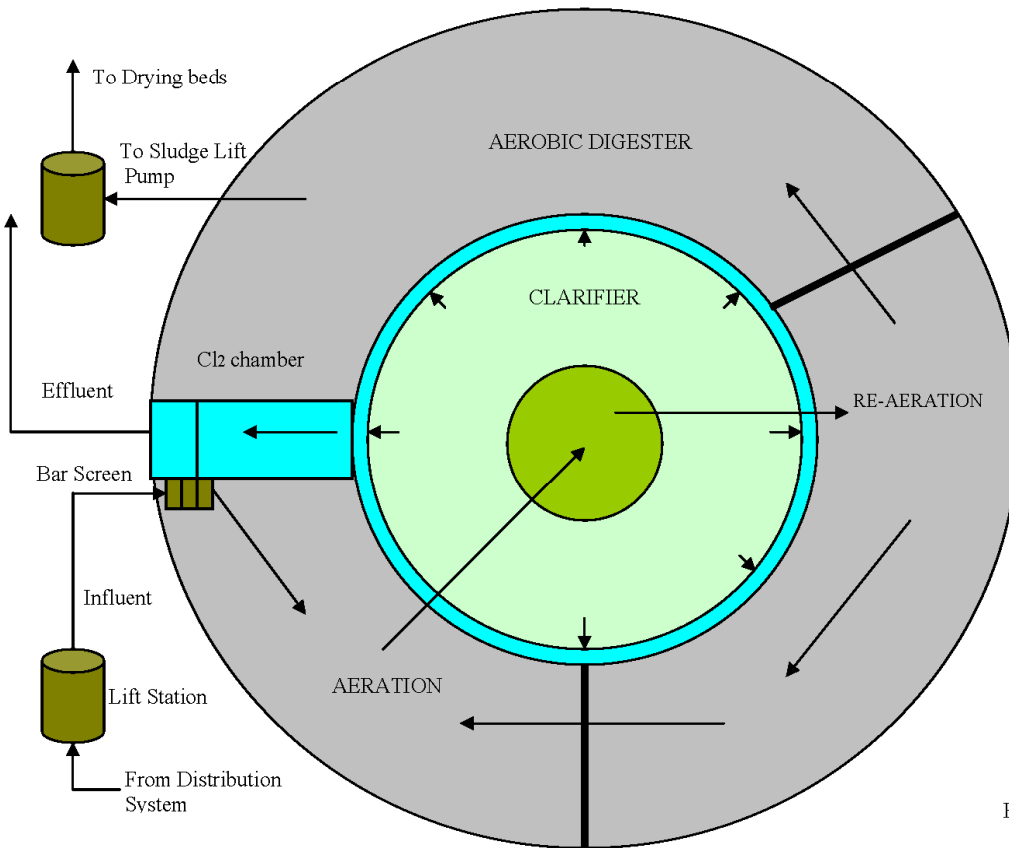 To Drying beds
To Sludge Lift
Pump
AEROBIC DIGESTER
CLARIFIER
Cl2 chamber
Effluent
RE-AERATION
Bar Screen
Influent
AERATION
Lift Station
From Distribution
System